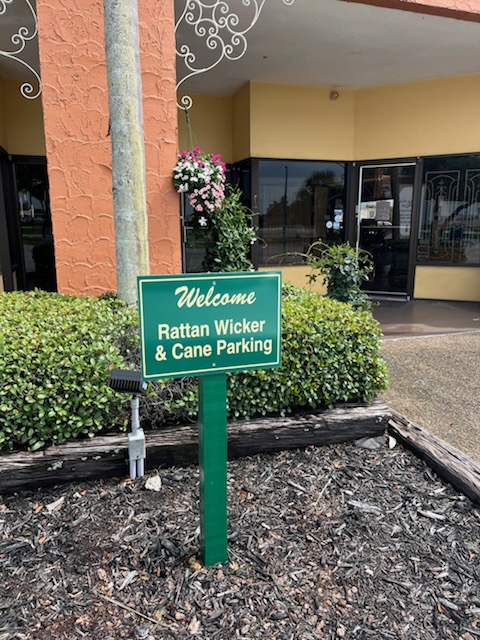 Welcome
Rattan Wicker
& Cane Parking